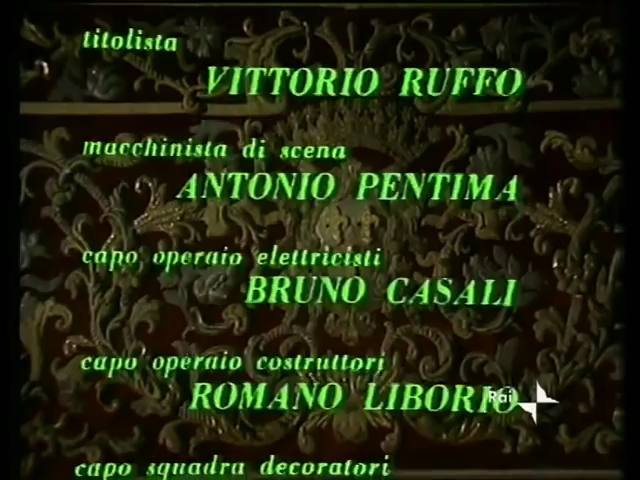 titolista
VITTORIO RUFFO
macchinista di scena
ANTONIO PENTIMA
capo operaio elettricisti
BRUNO CASALI
capo operaio costruttori
ROMANO LIBORIO
Rai
capo squadra decoratori